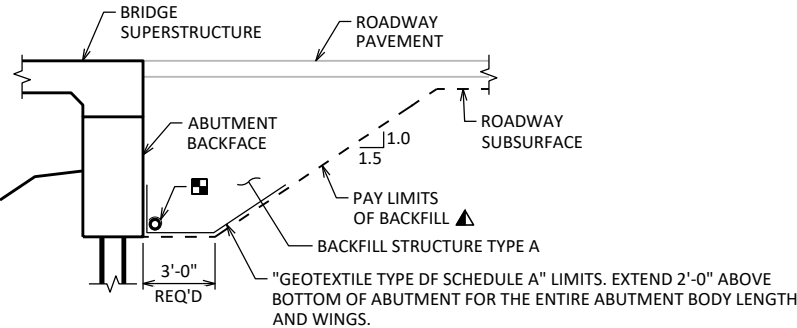 BRIDGE
SUPERSTRUCTURE
ROADWAY
PAVEMENT
ABUTMENT
BACKFACE
1.0
1.5
ROADWAY
SUBSURFACE
PAY LIMITS
OF BACKFILL
BACKFILL STRUCTURE TYPE A
3'-0"
REQ'D
"GEOTEXTILE TYPE DF SCHEDULE A" LIMITS. EXTEND 2'-0" ABOVE
BOTTOM OF ABUTMENT FOR THE ENTIRE ABUTMENT BODY LENGTH
AND WINGS.